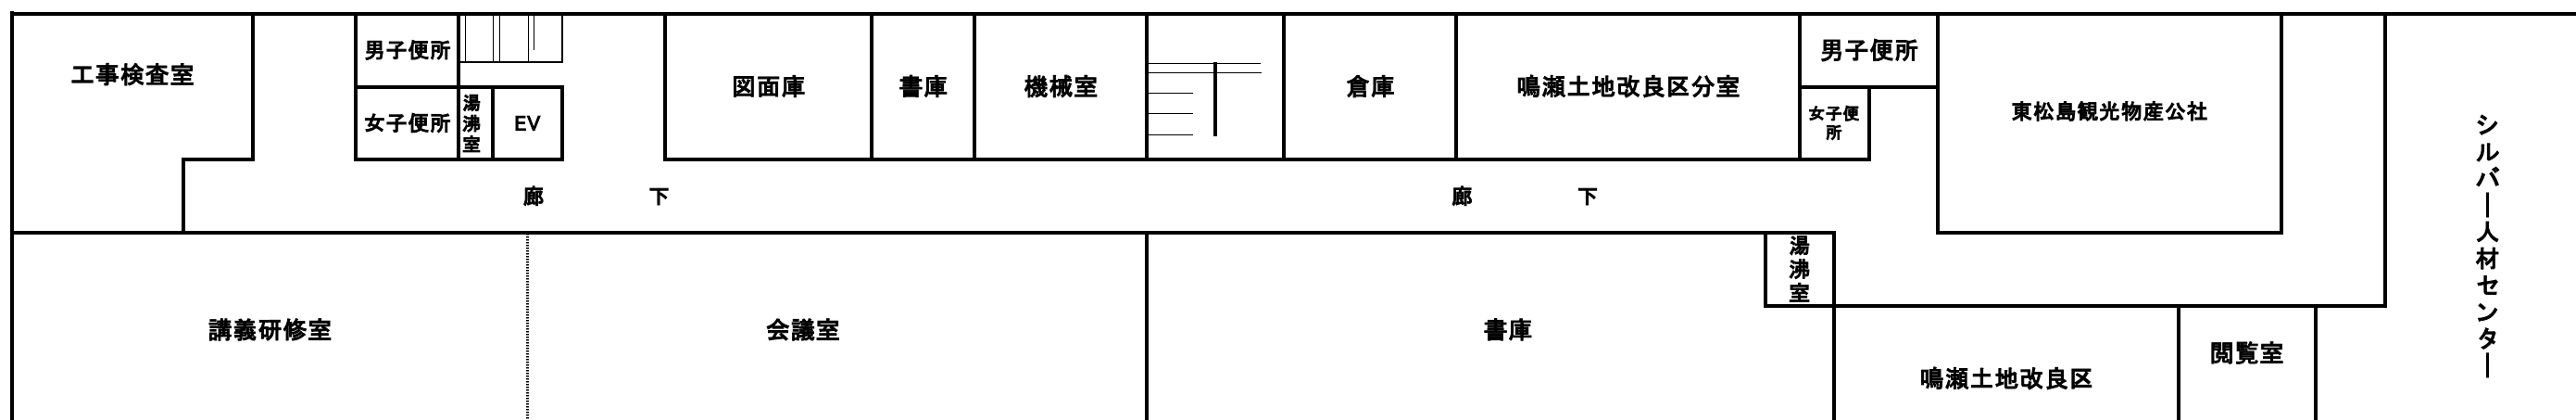 工事検査室
男子便所
女子便所
湯沸室
EV
図面庫
書庫
機械室
倉庫
鳴瀬土地改良区分室
男子便所
女子便
所
東松島観光物産公社
シルバー人材センター
廊下
廊下
講義研修室
会議室
書庫
湯沸室
鳴瀬土地改良区
閲覧室